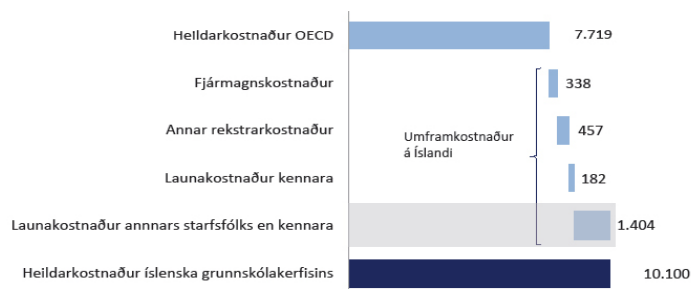 HeIldarkostnaður OECD 7.719
Fjármagnskostnaður 338
Annar rekstrarkostnaður 457
Umframkostnaður
á Íslandi
Launakostnaður kennara 182
Launakostnaður annnars starfsfólks en kennara 1.404
Heildarkostnaður íslenska grunnskólakerfisins 10.100